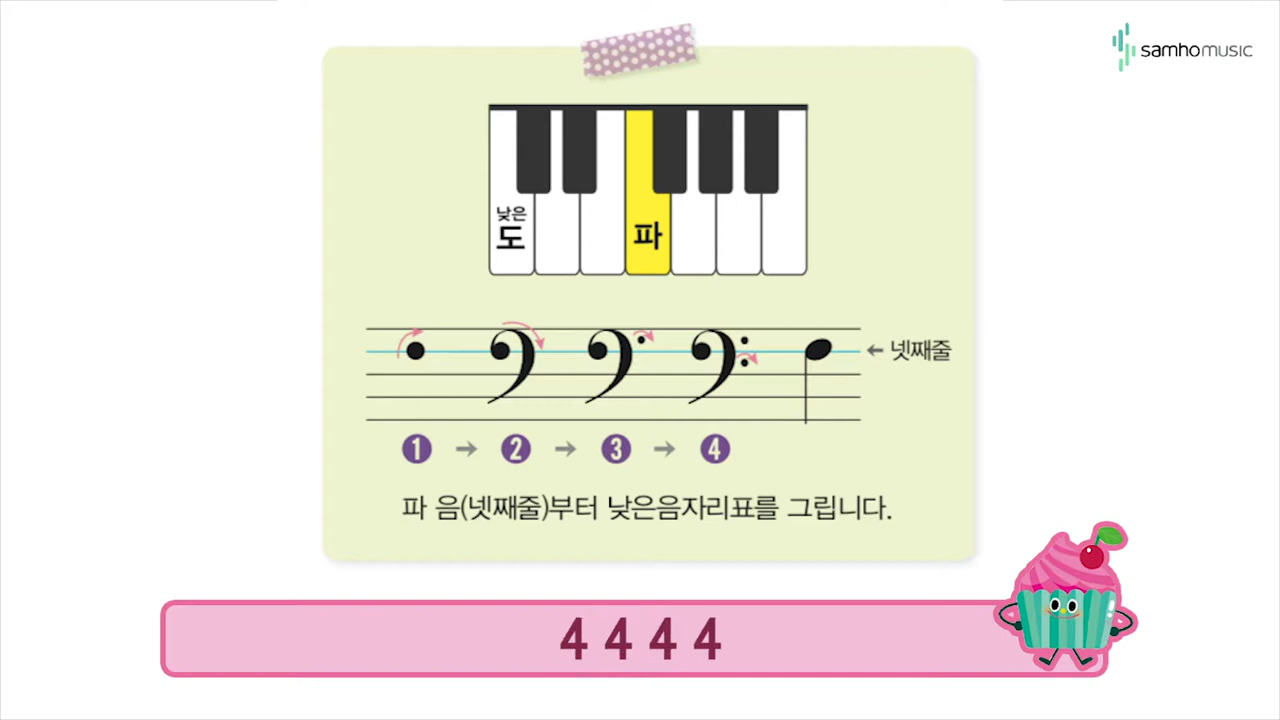 samhomusic
낮은
도
파
넷째줄
1 2 3 4
파 음(넷째줄)부터 낮은음자리표를 그립니다.
4 4 4 4